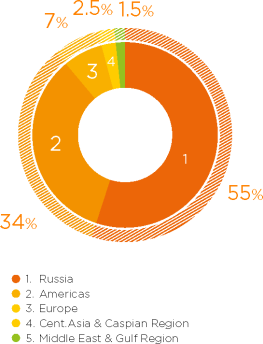 2.5% 1.5%
7%
3 4
2
1
55%
34%
1. Russia
2. Americas
3. Europe
4. Cent.Asia & Caspian Region
5. Middle East & Gulf Region